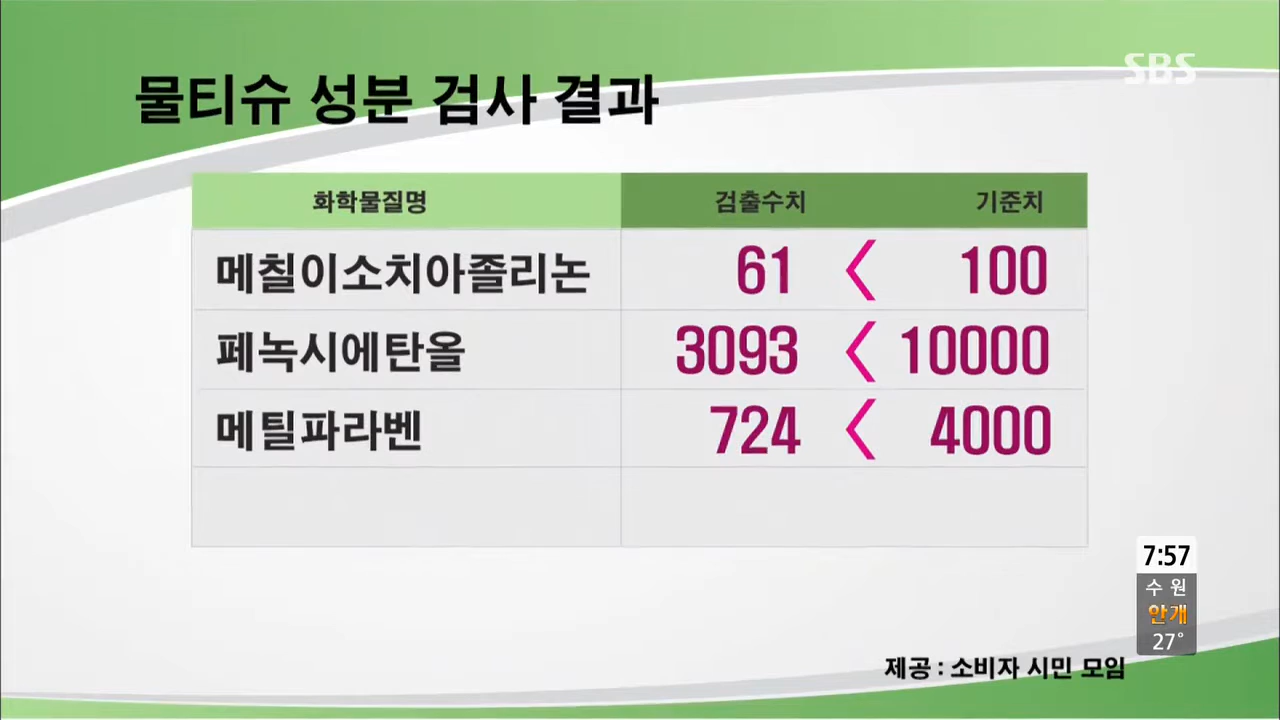 SBS
물티슈 성분 검사 결과
화학물질명 검출수치 기준치
메칠이소치아졸리논 61 < 100
페녹시에탄올 3093 < 10000
메틸파라벤 724 < 4000
7:57
수 원
안개
27°
제공 : 소비자 시민 모임